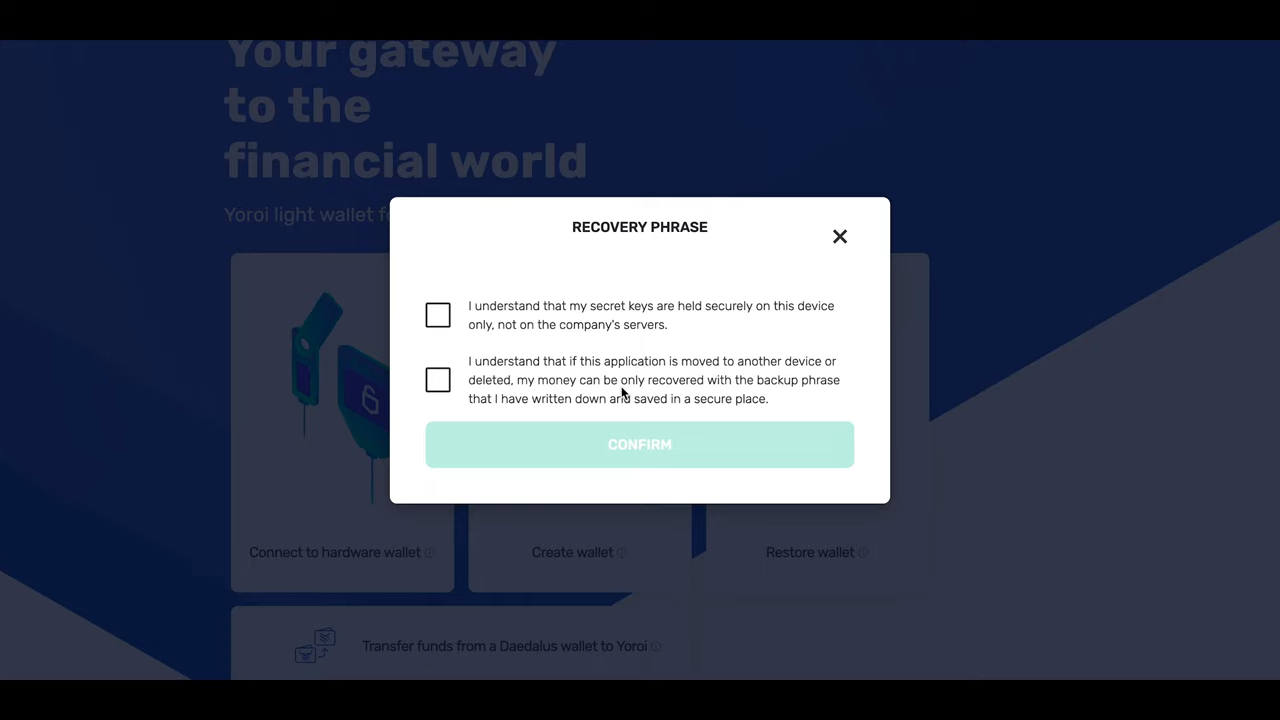 Your gateway
to the
financial world
Yoroi light wallet f
RECOVERY PHRASE
I understand that my secret keys are held securely on this device
only, not on the company's servers.
I understand that if this application is moved to another device or
deleted, my money can be only recovered with the backup phrase
that I have written down and saved in a secure place.
CONFIRM
Connect to hardware wallet
Create wallet
Restore wallet
Transfer funds from a Daedalus wallet to Yoroi